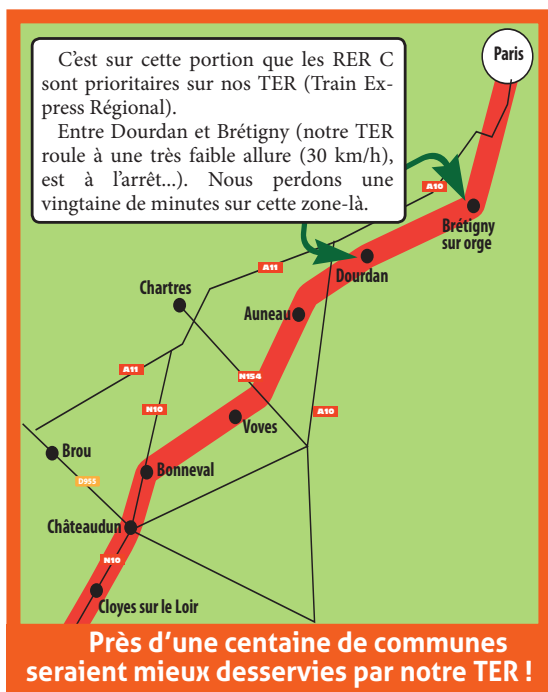 Paris
C'est sur cette portion que les RER C
sont prioritaires sur nos TER (Train Ex-
press Régional).
Entre Dourdan et Brétigny (notre TER
roule à une très faible allure (30 km/h),
est à l'arrêt...). Nous perdons une
vingtaine de minutes sur cette zone-là.
A10
Brétigny
sur orge
A11
Dourdan
Chartres
Auneau
A11
N154
N10
A10
Voves
Brou
Bonneval
D955
Châteaudun
N10
Cloyes sur le Loir
Près d'une centaine de communes
seraient mieux desservies par notre TER !